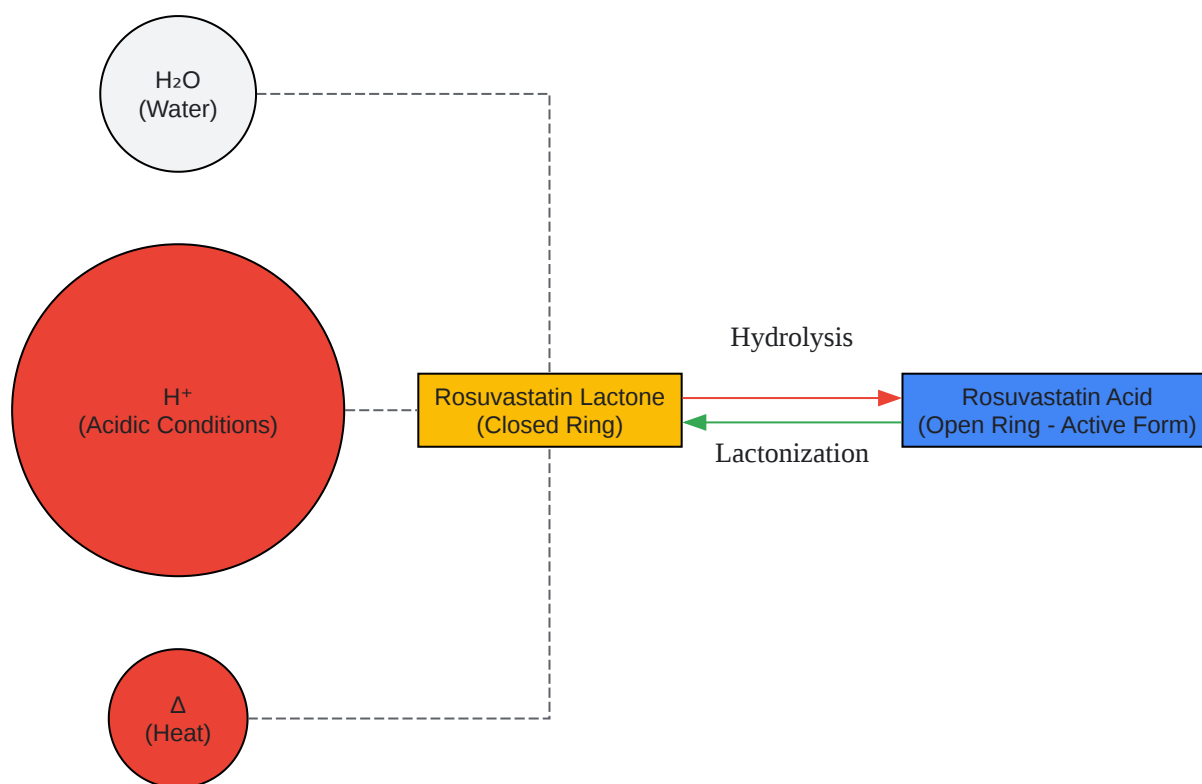 H₂O
(Water)
H⁺
(Acidic Conditions)
Δ
(Heat)
Rosuvastatin Lactone
(Closed Ring)
Hydrolysis
Lactonization
Rosuvastatin Acid
(Open Ring - Active Form)